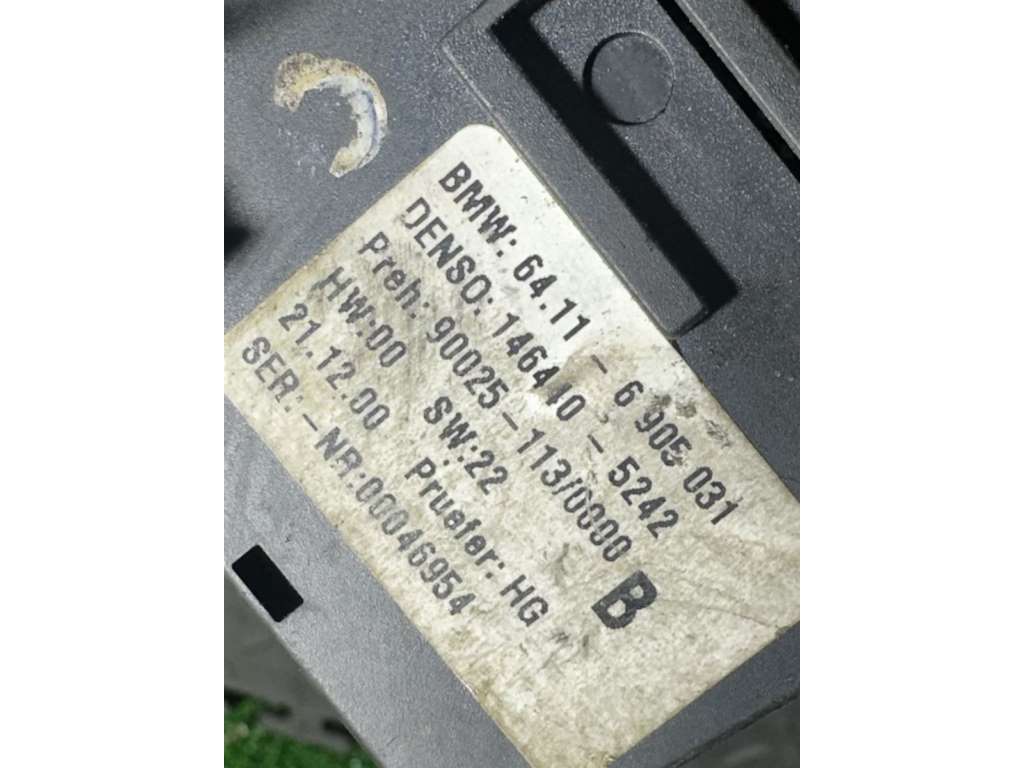 BMW: 64.11 - 6 905 031
DENSO: 146440 - 5242
Preh: 90025-113/0000
HW:00 SW:22
21.12.00 Pruefer: HG
SER:-NR:00046954
B